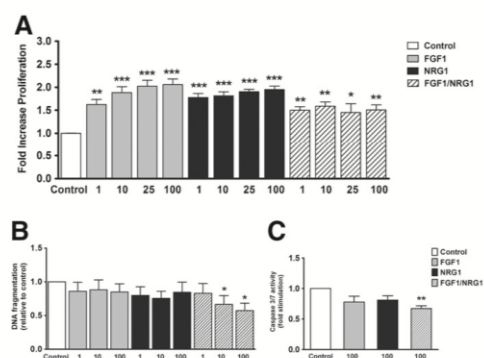 A
Fold Increase Proliferation
3.0
2.5
2.0
1.5
1.0
0.5
0.0
** *** *** *** *** *** *** *** ** ** * **
Control 1 10 25 100 1 10 25 100 1 10 25 100
Control
FGF1
NRG1
FGF1/NRG1
B
DNA fragmentation
(relative to control)
1.5
1.0
0.5
0.0
* *
Control 1 10 100 1 10 100 1 10 100
C
Caspase 3/7 activity
(fold stimulation)
1.5
1.0
0.5
0.0
**
Control 100 100 100
Control
FGF1
NRG1
FGF1/NRG1